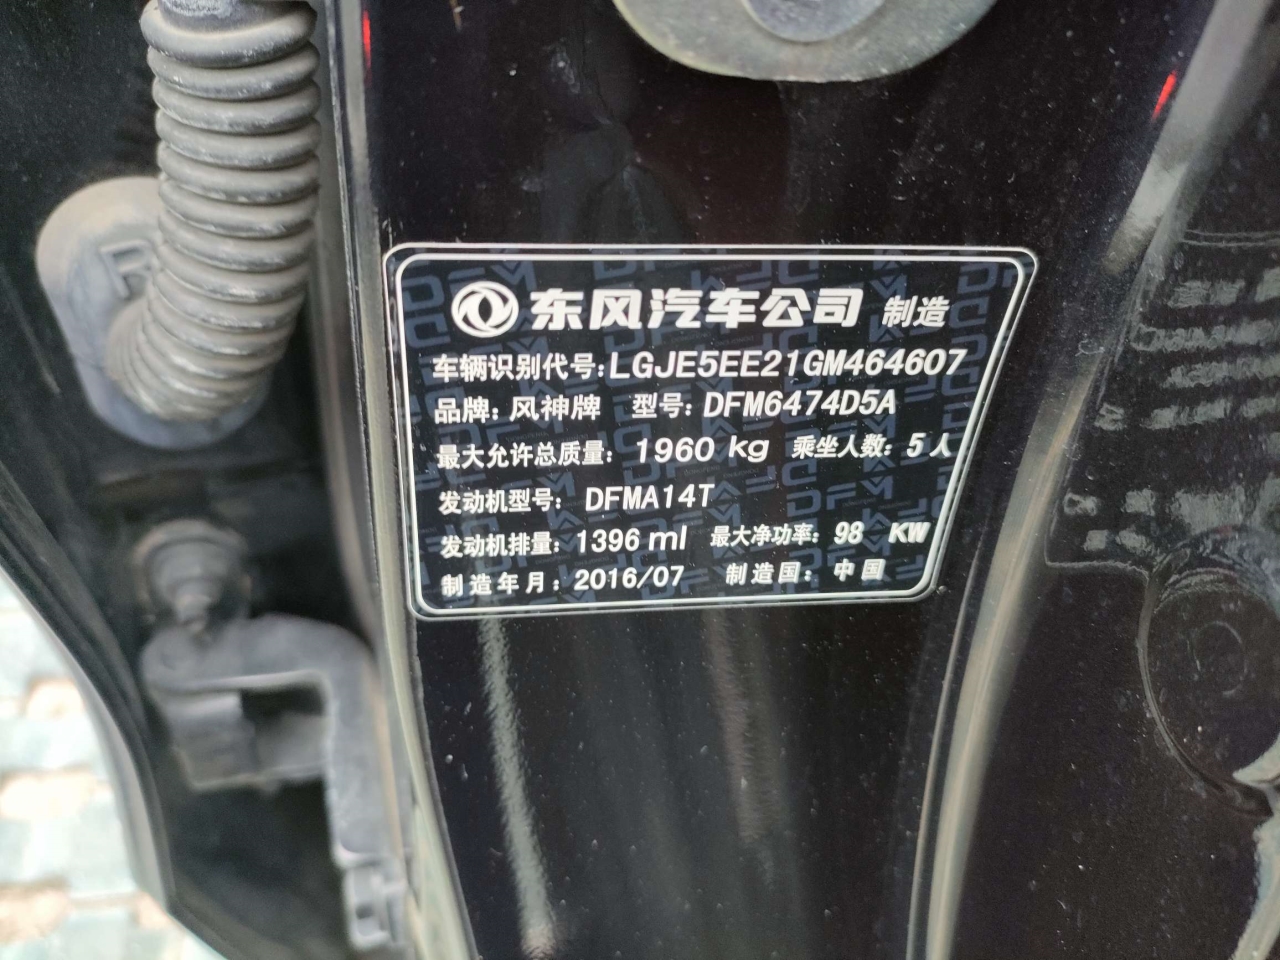 R
东风汽车公司 制造
车辆识别代号:LGJE5EE21GM464607
品牌: 风神牌 型号: DFM6474D5A
最大允许总质量: 1960 kg 乘坐人数: 5 人
发动机型号: DFMA14T
发动机排量: 1396 ml 最大净功率: 98 KW
制造年月: 2016/07 制造国: 中国